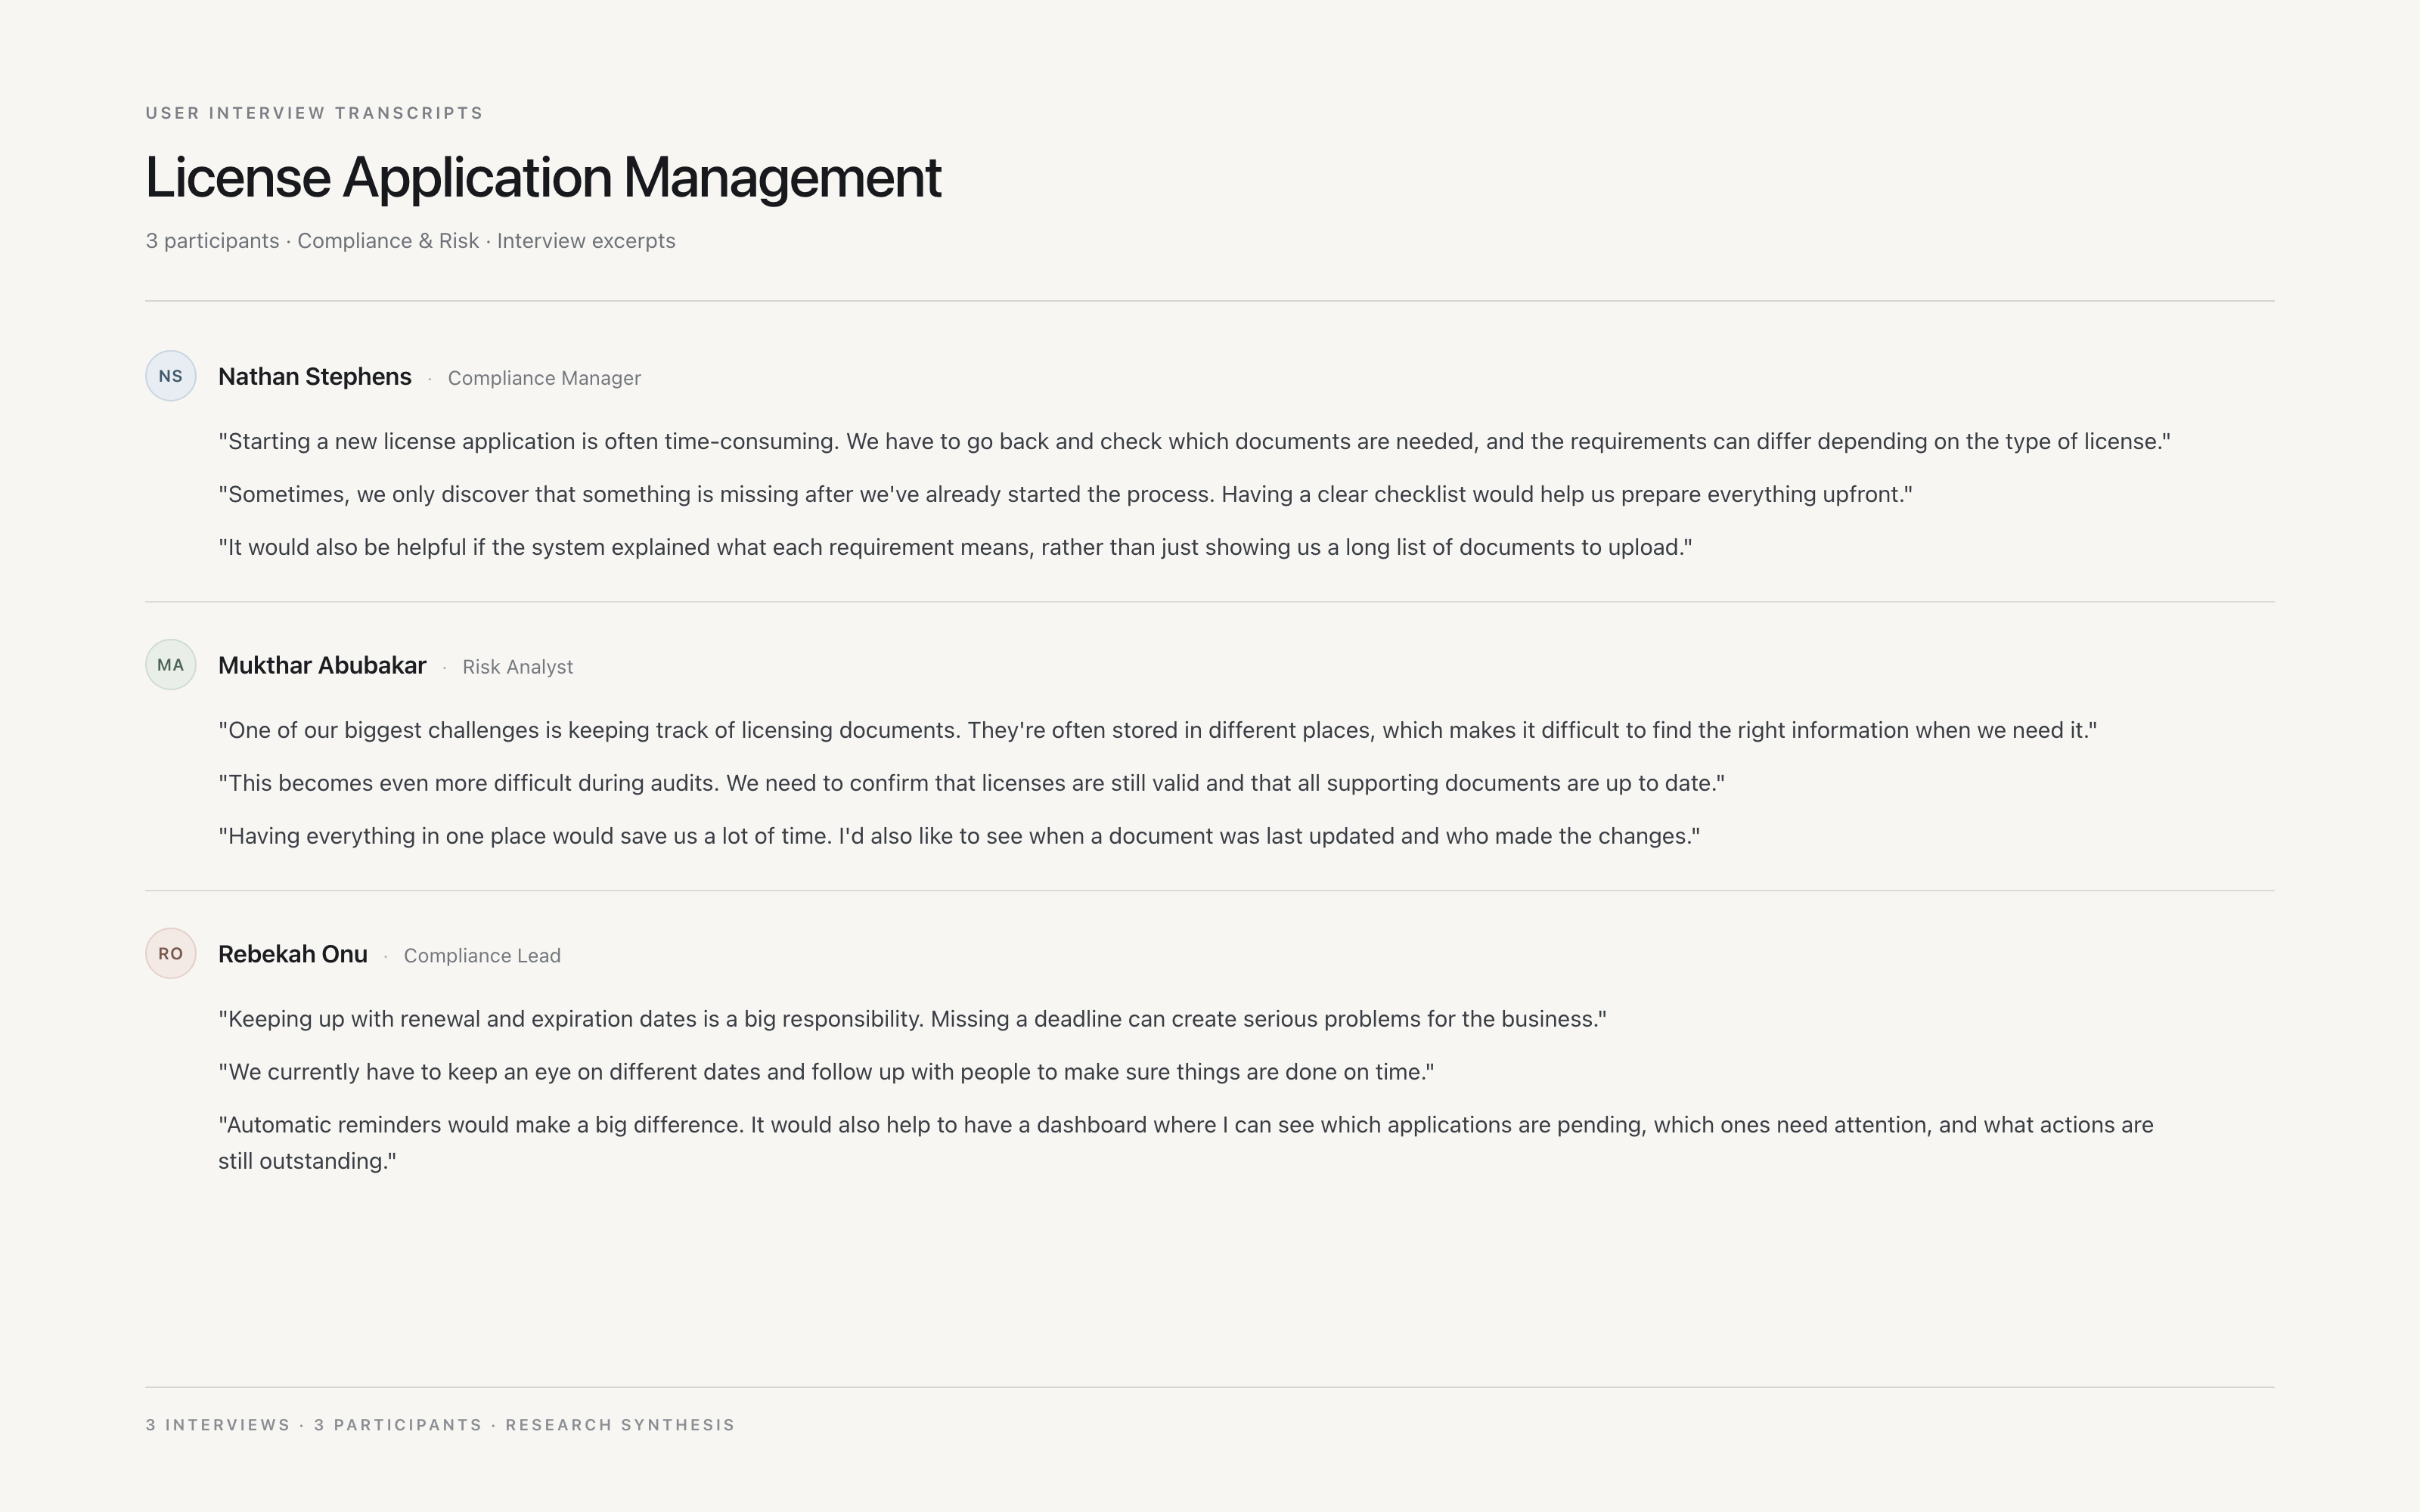 USER INTERVIEW TRANSCRIPTS
License Application Management
3 participants · Compliance & Risk · Interview excerpts
NS Nathan Stephens · Compliance Manager
"Starting a new license application is often time-consuming. We have to go back and check which documents are needed, and the requirements can differ depending on the type of license."
"Sometimes, we only discover that something is missing after we've already started the process. Having a clear checklist would help us prepare everything upfront."
"It would also be helpful if the system explained what each requirement means, rather than just showing us a long list of documents to upload."
MA Mukthar Abubakar · Risk Analyst
"One of our biggest challenges is keeping track of licensing documents. They're often stored in different places, which makes it difficult to find the right information when we need it."
"This becomes even more difficult during audits. We need to confirm that licenses are still valid and that all supporting documents are up to date."
"Having everything in one place would save us a lot of time. I'd also like to see when a document was last updated and who made the changes."
RO Rebekah Onu · Compliance Lead
"Keeping up with renewal and expiration dates is a big responsibility. Missing a deadline can create serious problems for the business."
"We currently have to keep an eye on different dates and follow up with people to make sure things are done on time."
"Automatic reminders would make a big difference. It would also help to have a dashboard where I can see which applications are pending, which ones need attention, and what actions are
still outstanding."
3 INTERVIEWS · 3 PARTICIPANTS · RESEARCH SYNTHESIS